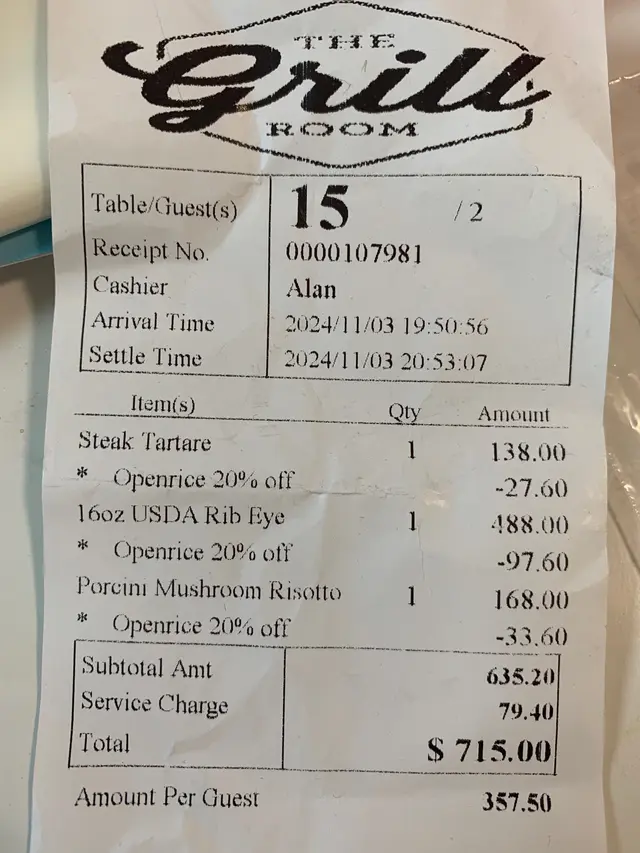 THE
Grill
ROOM
Table/Guest(s) 15 / 2
Receipt No. 0000107981
Cashier Alan
Arrival Time 2024/11/03 19:50:56
Settle Time 2024/11/03 20:53:07
Item(s) Qty Amount
Steak Tartare 1 138.00
* Openrice 20% off -27.60
16oz USDA Rib Eye 1 488.00
* Openrice 20% off -97.60
Porcini Mushroom Risotto 1 168.00
* Openrice 20% off -33.60
Subtotal Amt 635.20
Service Charge 79.40
Total $ 715.00
Amount Per Guest 357.50